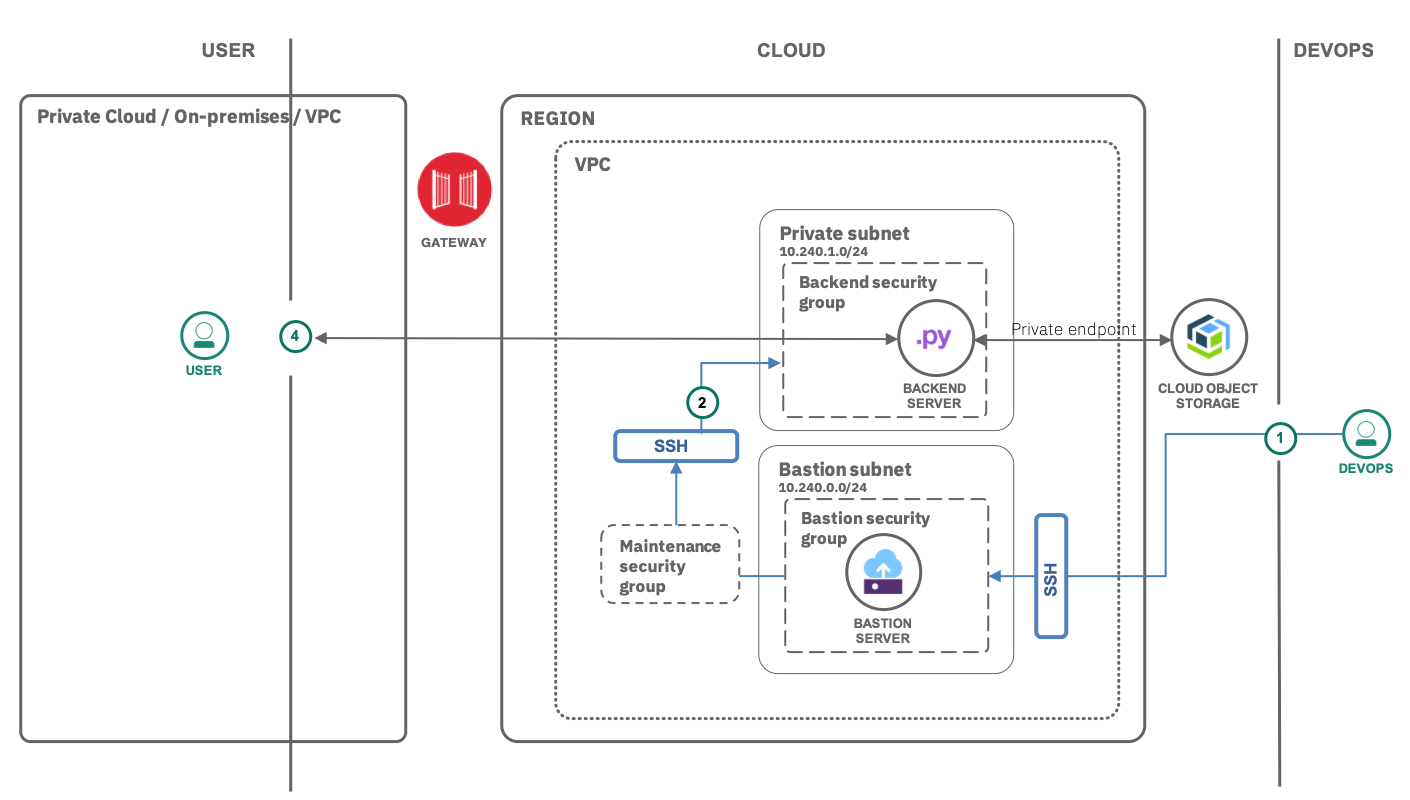 USER
CLOUD
DEVOPS
Private Cloud / On-premises / VPC
REGION
VPC
GATEWAY
Private subnet
10.240.1.0/24
Backend security
group
.py
BACKEND
SERVER
Private endpoint
CLOUD OBJECT
STORAGE
USER
4
2
SSH
1
DEVOPS
Bastion subnet
10.240.0.0/24
Bastion security
group
BASTION
SERVER
Maintenance
security
group
SSH